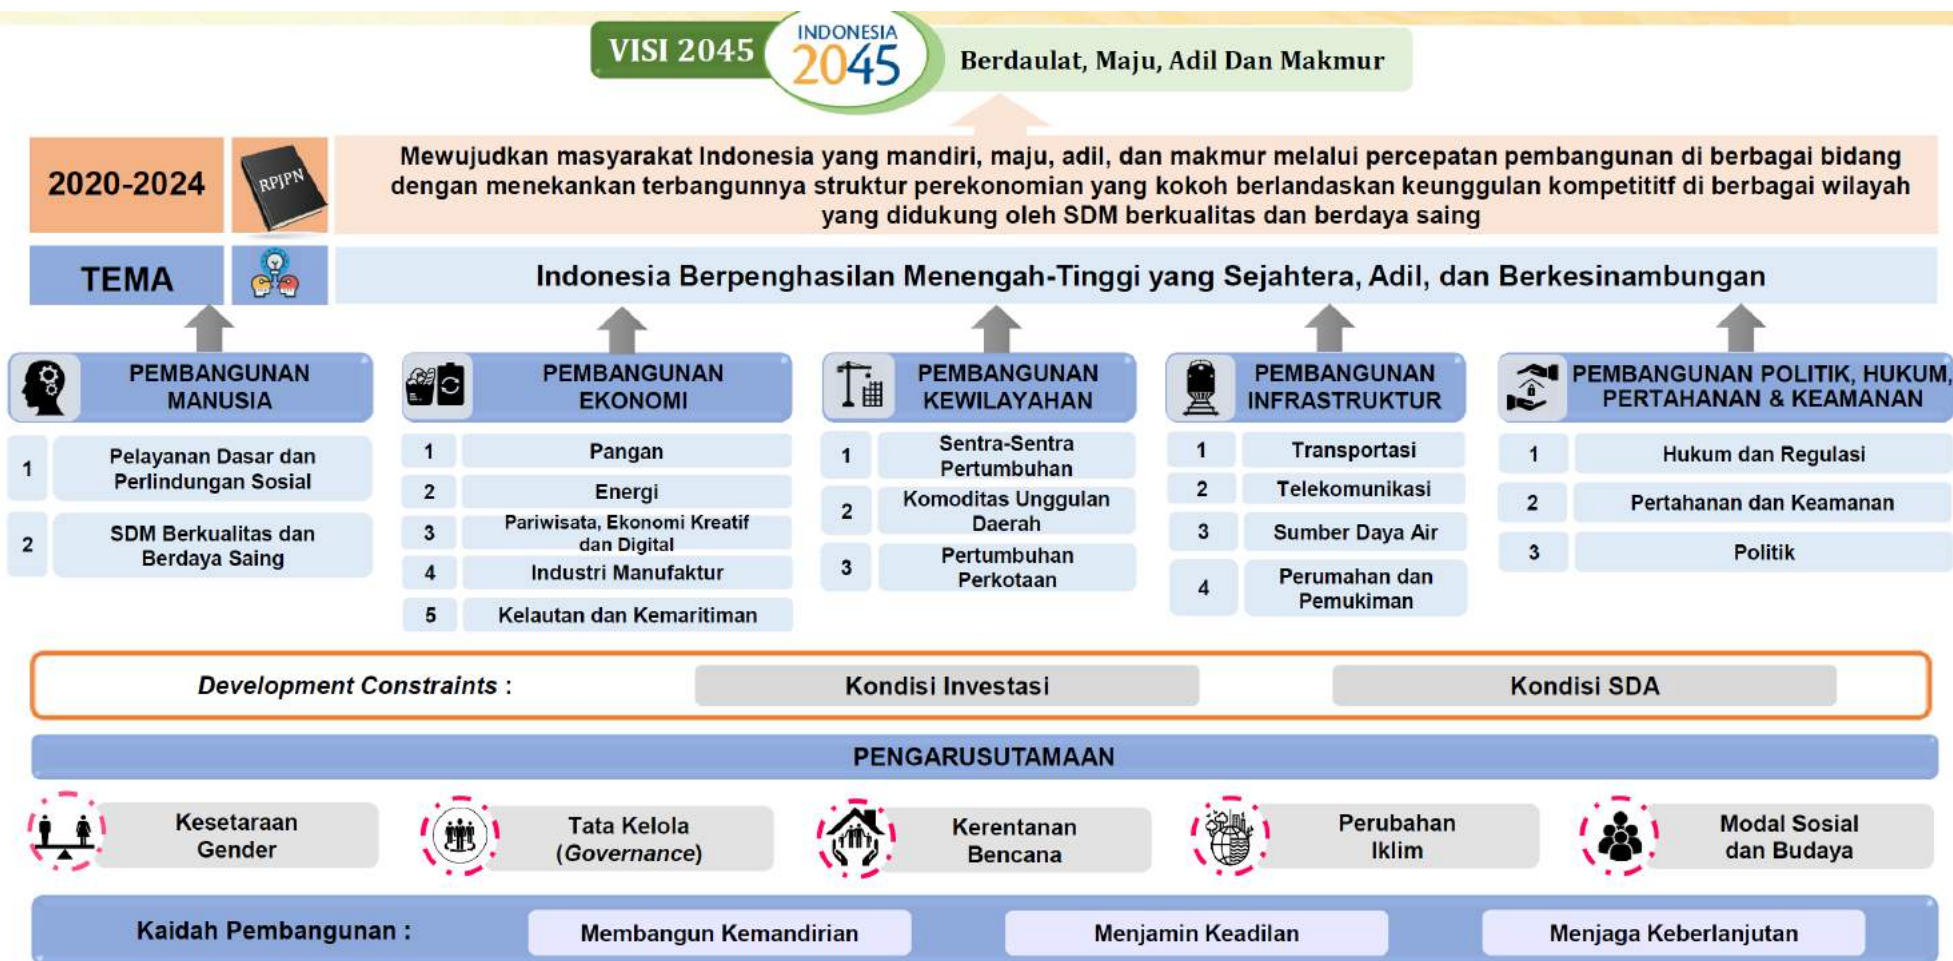 VISI 2045
INDONESIA
2045
Berdaulat, Maju, Adil Dan Makmur
2020-2024
RPJPN
Mewujudkan masyarakat Indonesia yang mandiri, maju, adil, dan makmur melalui percepatan pembangunan di berbagai bidang
dengan menekankan terbangunnya struktur perekonomian yang kokoh berlandaskan keunggulan kompetititf di berbagai wilayah
yang didukung oleh SDM berkualitas dan berdaya saing
TEMA
Indonesia Berpenghasilan Menengah-Tinggi yang Sejahtera, Adil, dan Berkesinambungan
PEMBANGUNAN
MANUSIA
1
Pelayanan Dasar dan
Perlindungan Sosial
2
SDM Berkualitas dan
Berdaya Saing
PEMBANGUNAN
EKONOMI
1
Pangan
2
Energi
3
Pariwisata, Ekonomi Kreatif
dan Digital
4
Industri Manufaktur
5
Kelautan dan Kemaritiman
PEMBANGUNAN
KEWILAYAHAN
1
Sentra-Sentra
Pertumbuhan
2
Komoditas Unggulan
Daerah
3
Pertumbuhan
Perkotaan
PEMBANGUNAN
INFRASTRUKTUR
1
Transportasi
2
Telekomunikasi
3
Sumber Daya Air
4
Perumahan dan
Pemukiman
PEMBANGUNAN POLITIK, HUKUM,
PERTAHANAN & KEAMANAN
1
Hukum dan Regulasi
2
Pertahanan dan Keamanan
3
Politik
Development Constraints :
Kondisi Investasi
Kondisi SDA
PENGARUSUTAMAAN
Kesetaraan
Gender
Tata Kelola
(Governance)
Kerentanan
Bencana
Perubahan
Iklim
Modal Sosial
dan Budaya
Kaidah Pembangunan :
Membangun Kemandirian
Menjamin Keadilan
Menjaga Keberlanjutan